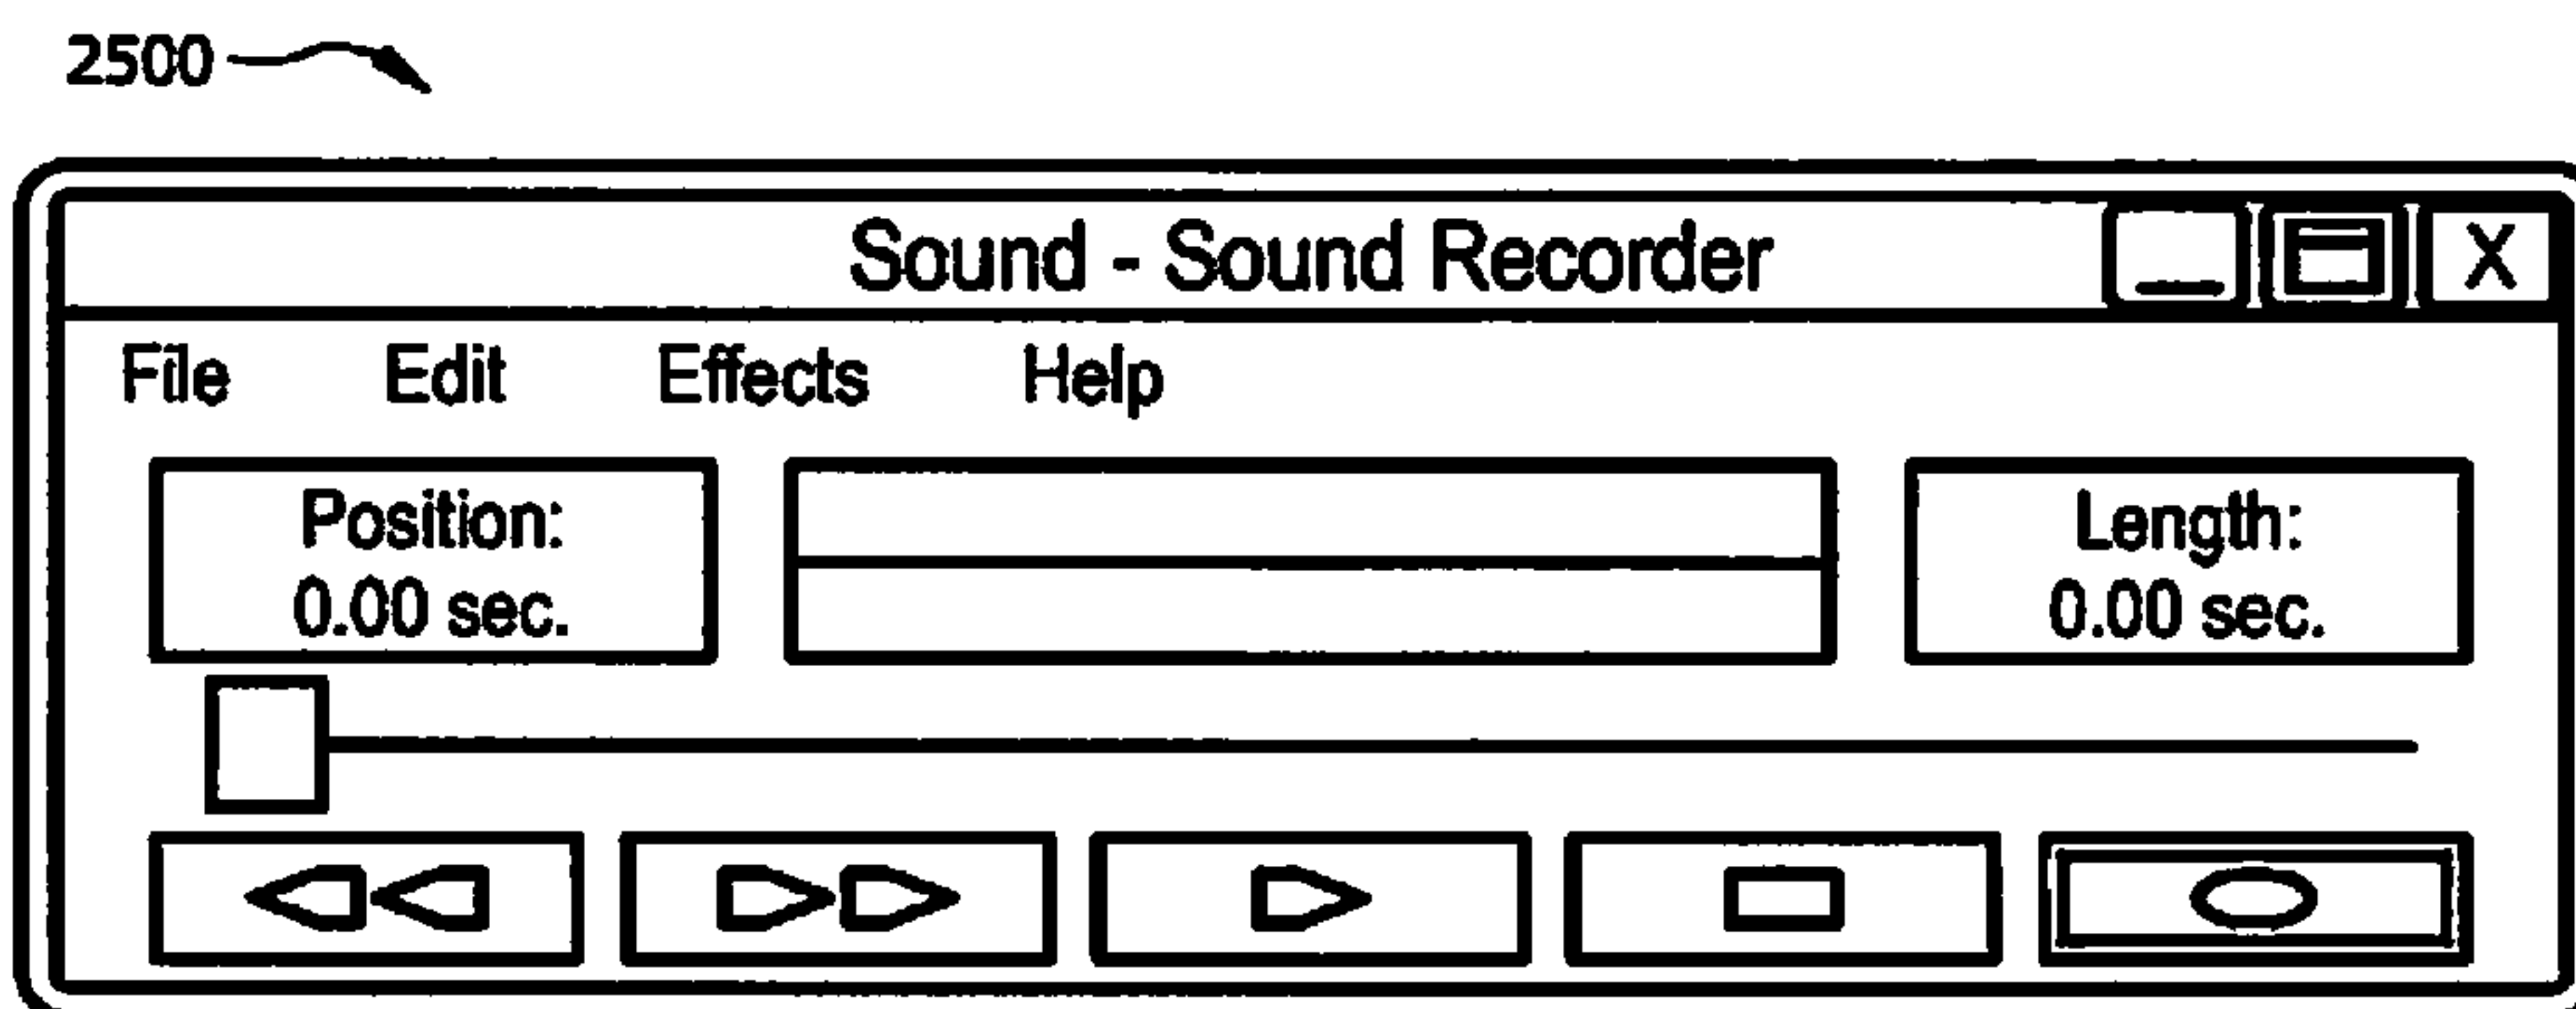 2500
Sound - Sound Recorder X
File Edit Effects Help
Position:
0.00 sec.
Length:
0.00 sec.